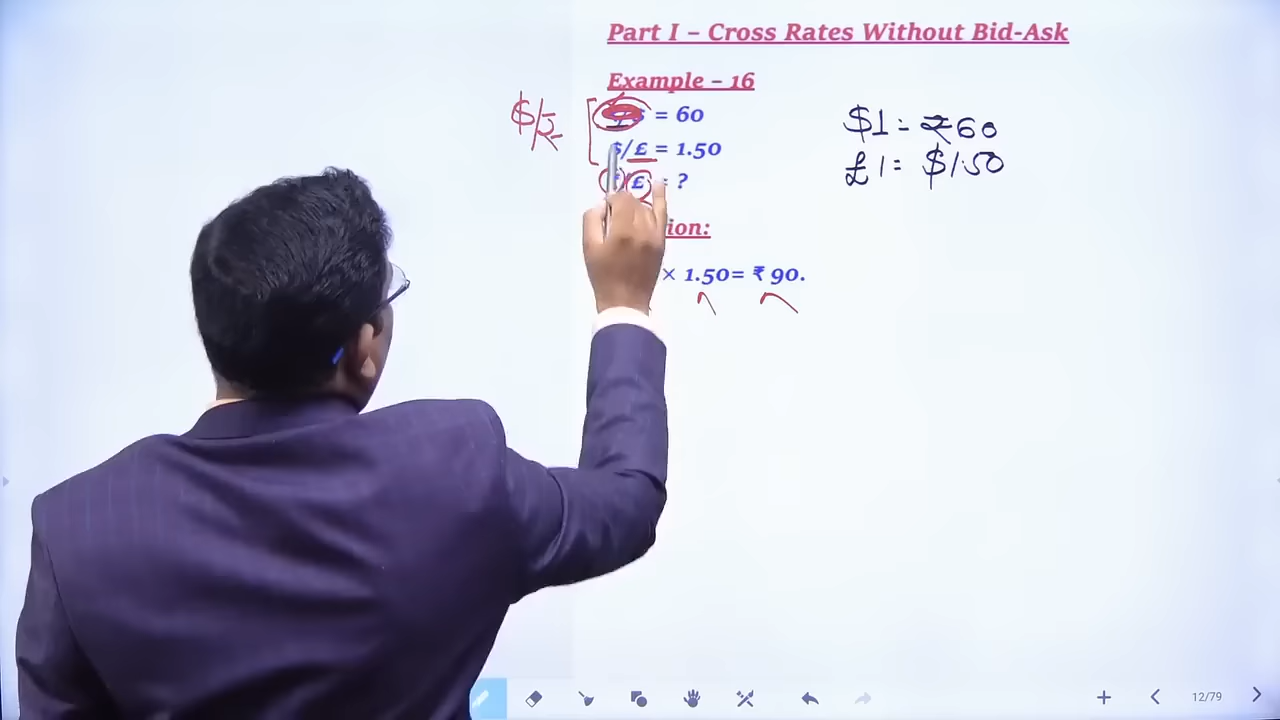 Part I – Cross Rates Without Bid-Ask
Example – 16
= 60
$/£ = 1.50
£ = ?
ion:
× 1.50= ₹ 90.
$1 = ₹60
£1 = $1.50
12/79